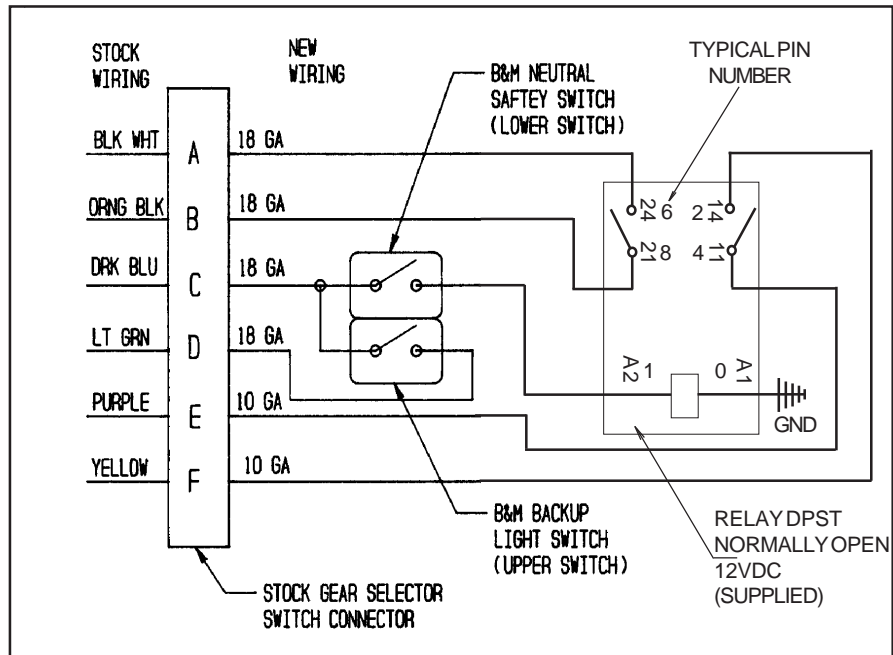 STOCK
WIRING
NEW
WIRING
B&M NEUTRAL
SAFTEY SWITCH
(LOWER SWITCH)
TYPICAL PIN
NUMBER
BLK WHT
A
18 GA
ORNG BLK
B
18 GA
DRK BLU
C
18 GA
LT GRN
D
18 GA
PURPLE
E
10 GA
YELLOW
F
10 GA
24 6 2 14
21 8 4 11
A2 1 0 A1
GND
B&M BACKUP
LIGHT SWITCH
(UPPER SWITCH)
RELAY DPST
NORMALLY OPEN
12VDC
(SUPPLIED)
STOCK GEAR SELECTOR
SWITCH CONNECTOR